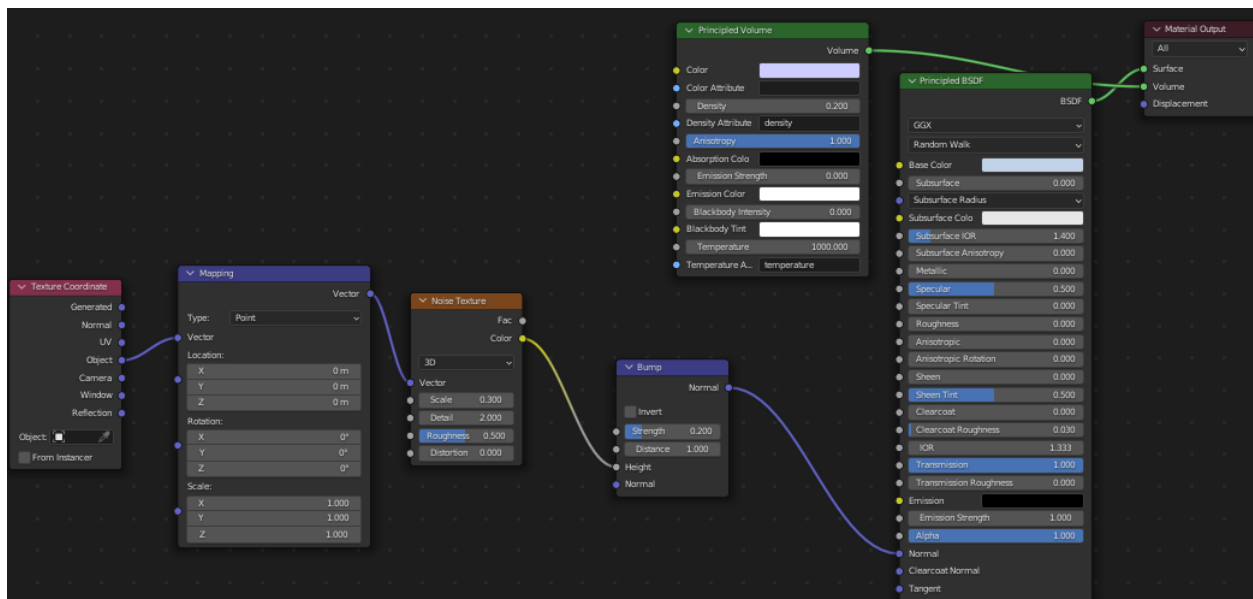 Texture Coordinate
Generated
Normal
UV
Object
Camera
Window
Reflection
Object:
From Instancer
Mapping
Vector
Type: Point
Vector
Location:
X 0 m
Y 0 m
Z 0 m
Rotation:
X 0°
Y 0°
Z 0°
Scale:
X 1.000
Y 1.000
Z 1.000
Noise Texture
Fac
Color
3D
Vector
Scale 0.300
Detail 2.000
Roughness 0.500
Distortion 0.000
Bump
Normal
Invert
Strength 0.200
Distance 1.000
Height
Normal
Principled Volume
Volume
Color
Color Attribute
Density 0.200
Density Attribute density
Anisotropy 1.000
Absorption Colo
Emission Strength 0.000
Emission Color
Blackbody Intensity 0.000
Blackbody Tint
Temperature 1000.000
Temperature A... temperature
Principled BSDF
BSDF
GGX
Random Walk
Base Color
Subsurface 0.000
Subsurface Radius
Subsurface Colo
Subsurface IOR 1.400
Subsurface Anisotropy 0.000
Metallic 0.000
Specular 0.500
Specular Tint 0.000
Roughness 0.000
Anisotropic 0.000
Anisotropic Rotation 0.000
Sheen 0.000
Sheen Tint 0.500
Clearcoat 0.000
Clearcoat Roughness 0.030
IOR 1.333
Transmission 1.000
Transmission Roughness 0.000
Emission
Emission Strength 1.000
Alpha 1.000
Normal
Clearcoat Normal
Tangent
Material Output
All
Surface
Volume
Displacement